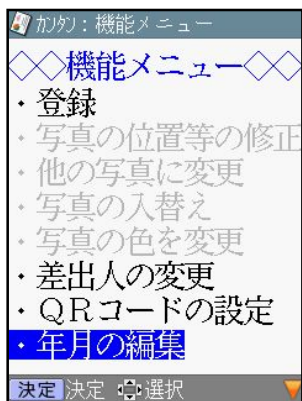 カンタン：機能メニュー
◇◇機能メニュー◇◇
・登録
・写真の位置等の修正
・他の写真に変更
・写真の入替え
・写真の色を変更
・差出人の変更
・QRコードの設定
・年月の編集
決定 決定 選択